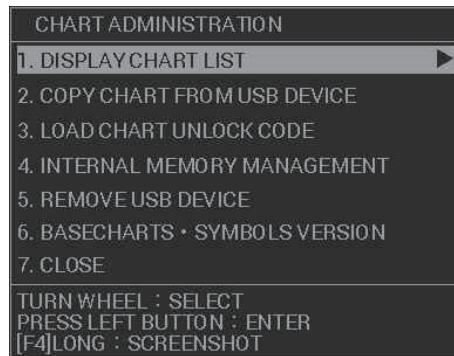 CHART ADMINISTRATION
1. DISPLAY CHART LIST
2. COPY CHART FROM USB DEVICE
3. LOAD CHART UNLOCK CODE
4. INTERNAL MEMORY MANAGEMENT
5. REMOVE USB DEVICE
6. BASECHARTS・SYMBOLS VERSION
7. CLOSE
TURN WHEEL : SELECT
PRESS LEFT BUTTON : ENTER
[F4]LONG : SCREENSHOT